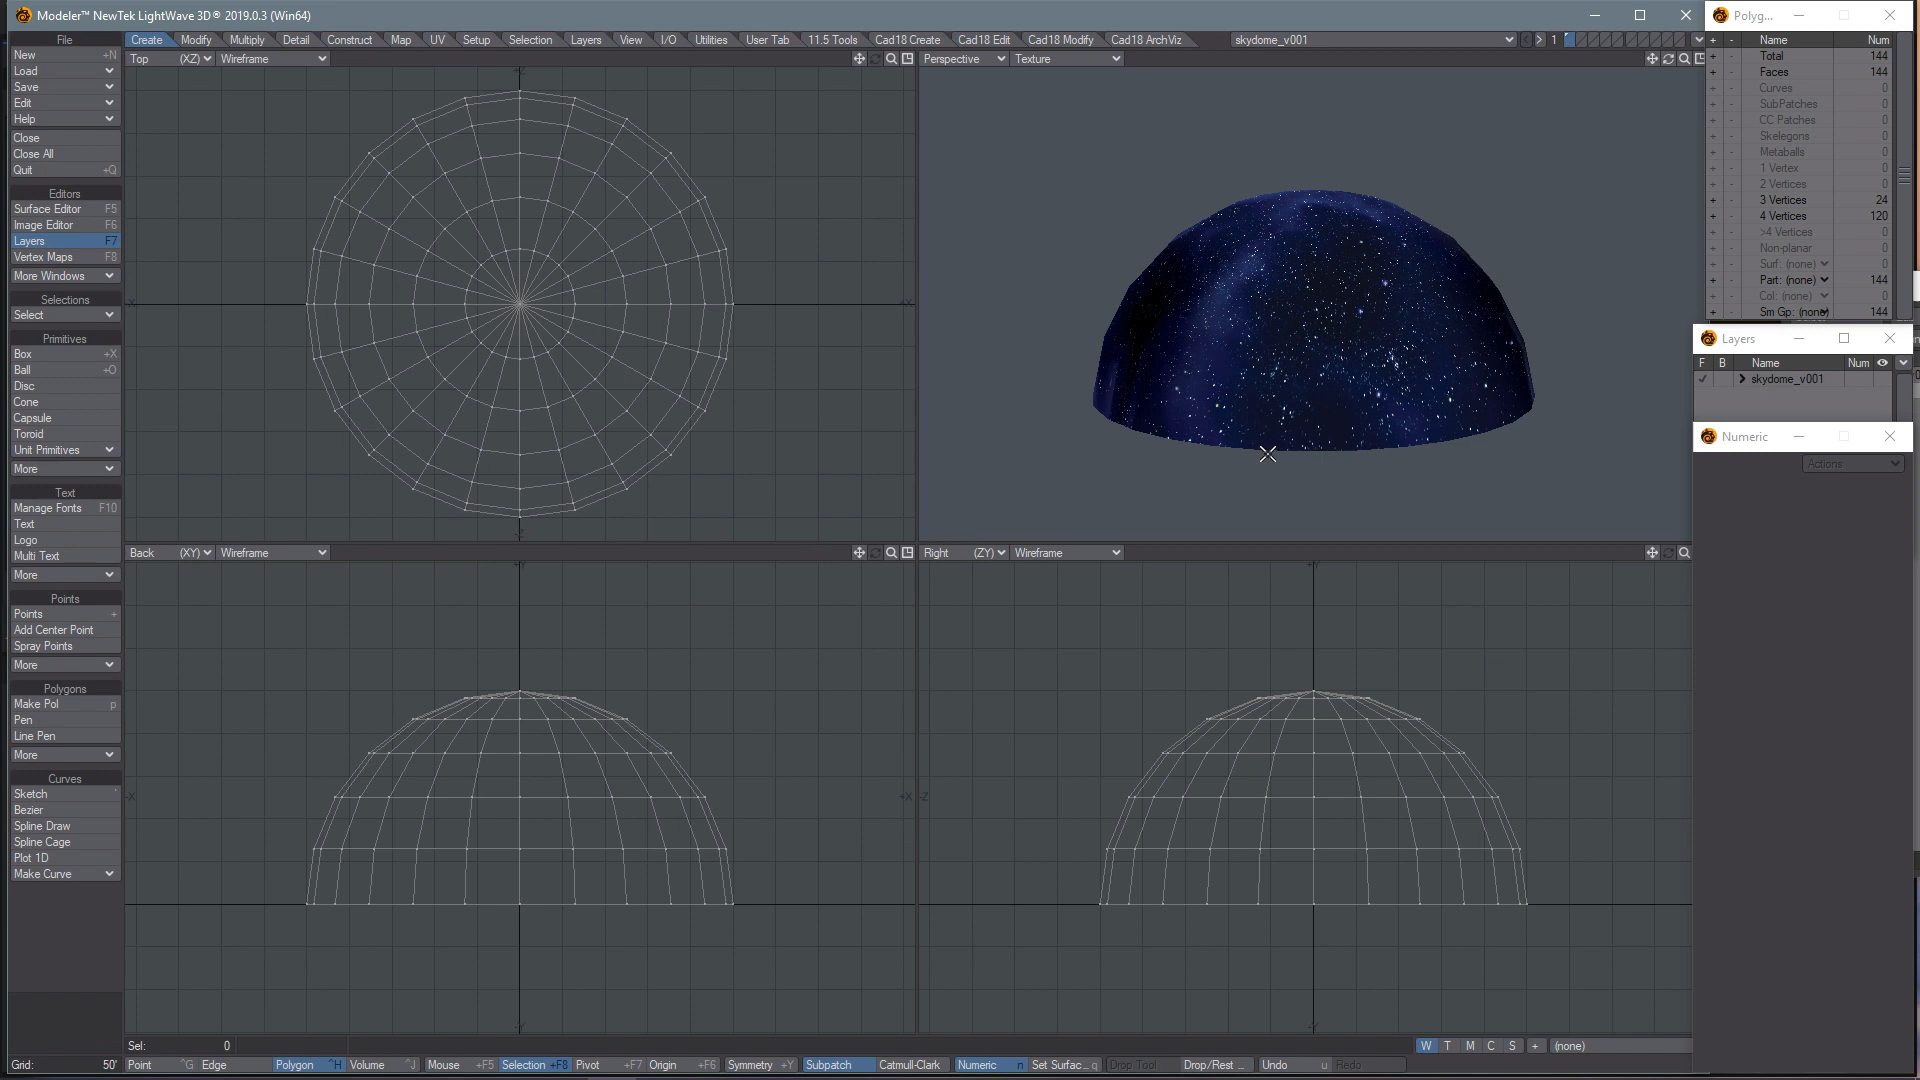 Modeler™ NewTek LightWave 3D® 2019.0.3 (Win64)
Polyg...
File
Create Modify Multiply Detail Construct Map UV Setup Selection Layers View I/O Utilities User Tab 11.5 Tools Cad18 Create Cad18 Edit Cad18 Modify Cad18 ArchViz skydome_v001 1
+ - Name Num
New +N
Top (XZ) Wireframe
Perspective Texture
+ - Total 144
Load
+ - Faces 144
Save
+ - Curves 0
Edit
+ - SubPatches 0
Help
+ - CC Patches 0
Close
+ - Skelegons 0
Close All
+ - Metaballs 0
Quit +Q
+ - 1 Vertex 0
+ - 2 Vertices 0
Editors
+ - 3 Vertices 24
Surface Editor F5
+ - 4 Vertices 120
Image Editor F6
+ - >4 Vertices 0
Layers F7
+ - Non-planar 0
Vertex Maps F8
+ - Surf: (none) 0
More Windows
+ - Part: (none) 144
Selections
+ - Col: (none) 0
Select
+ - Sm Gp: (none) 144
Primitives
Layers
Box +X
F B Name Num
Ball +O
skydome_v001
Disc
Cone
Capsule
Toroid
Numeric
Unit Primitives
Actions
More
Text
Manage Fonts F10
Text
Logo
Multi Text
Back (XY) Wireframe
Right (ZY) Wireframe
More
Points
Points +
Add Center Point
Spray Points
More
Polygons
Make Pol p
Pen
Line Pen
More
Curves
Sketch `
Bezier
Spline Draw
Spline Cage
Plot 1D
Make Curve
Sel: 0
W T M C S + (none)
Grid: 50'
Point ^G Edge Polygon ^H Volume ^J Mouse +F5 Selection +F8 Pivot +F7 Origin +F6 Symmetry +Y Subpatch Catmull-Clark Numeric n Set Surfac... q Drop Tool Drop/Rest ... Undo u Redo